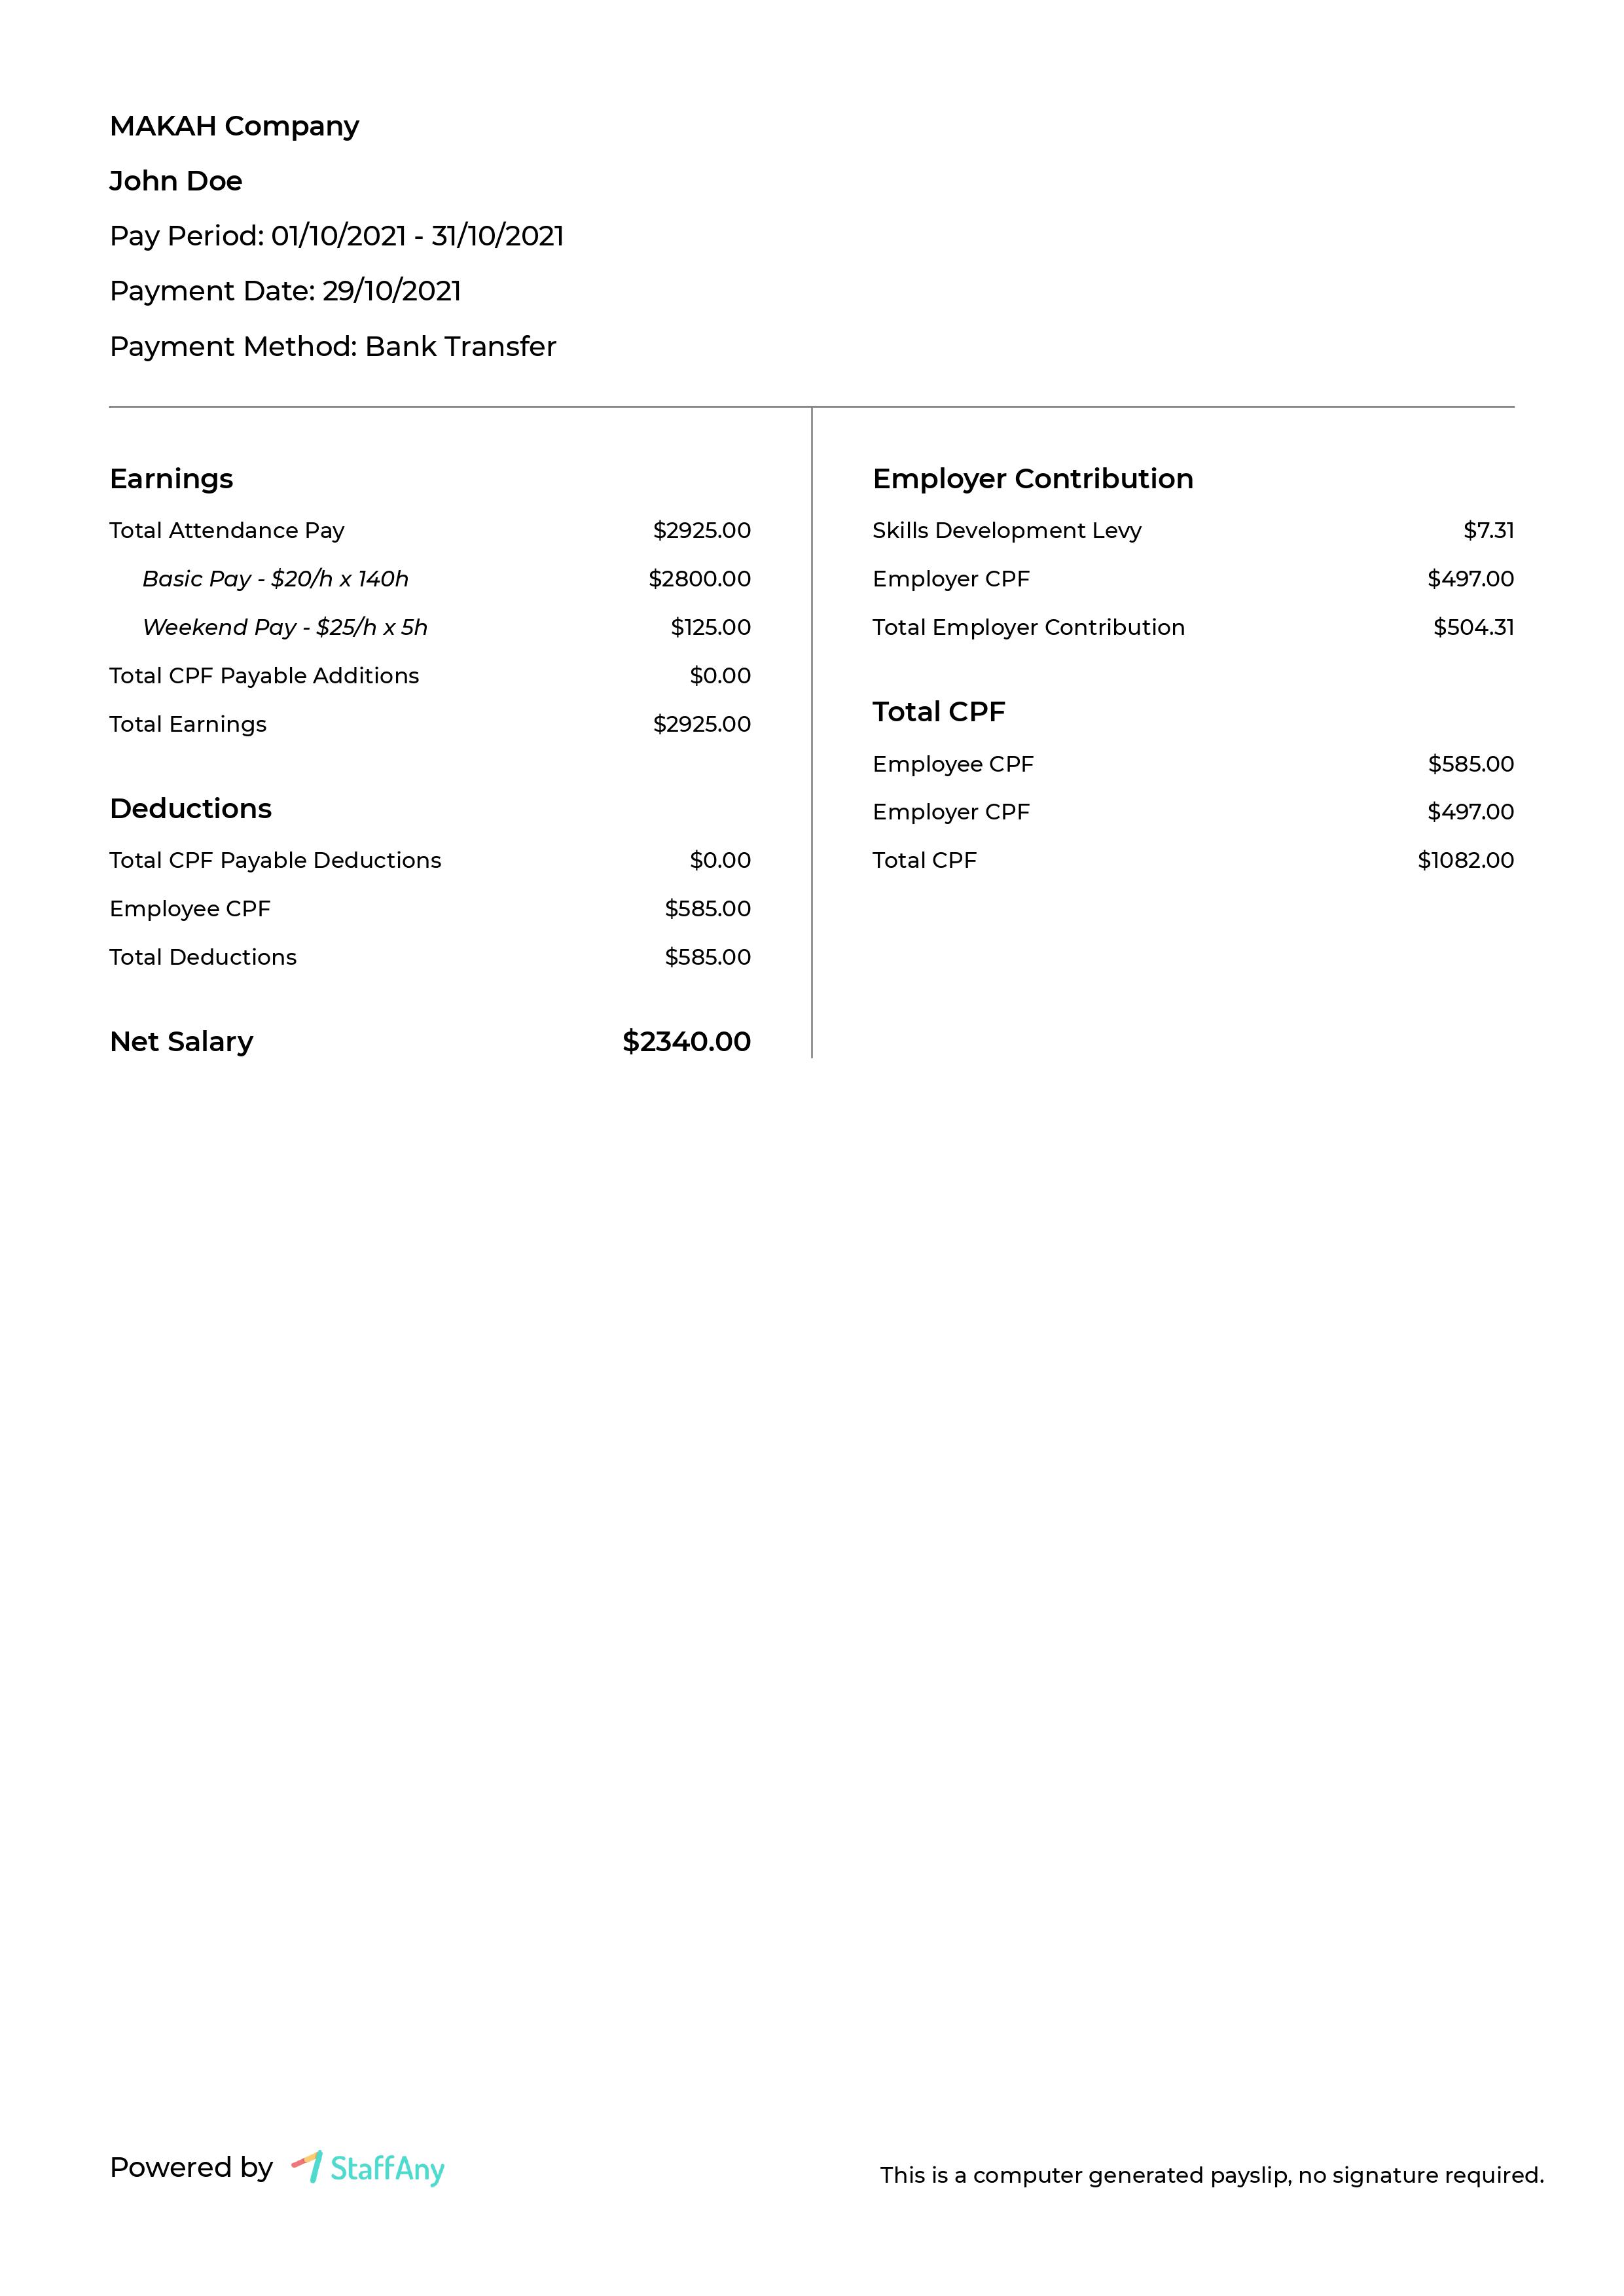 MAKAH Company
John Doe
Pay Period: 01/10/2021 - 31/10/2021
Payment Date: 29/10/2021
Payment Method: Bank Transfer
Earnings
Total Attendance Pay $2925.00
Basic Pay - $20/h x 140h $2800.00
Weekend Pay - $25/h x 5h $125.00
Total CPF Payable Additions $0.00
Total Earnings $2925.00
Deductions
Total CPF Payable Deductions $0.00
Employee CPF $585.00
Total Deductions $585.00
Net Salary $2340.00
Employer Contribution
Skills Development Levy $7.31
Employer CPF $497.00
Total Employer Contribution $504.31
Total CPF
Employee CPF $585.00
Employer CPF $497.00
Total CPF $1082.00
Powered by StaffAny
This is a computer generated payslip, no signature required.